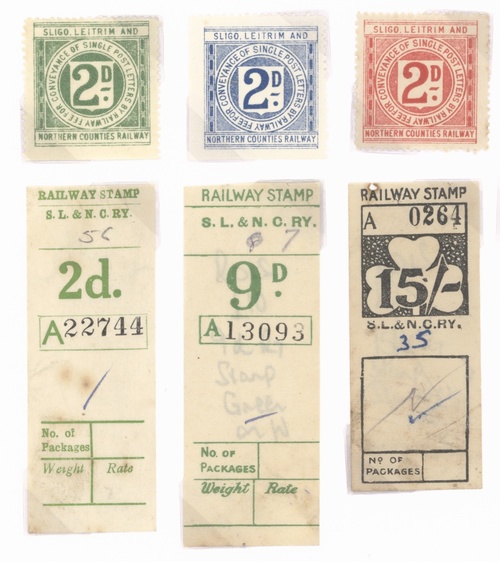 SLIGO, LEITRIM AND
FEE FOR CONVEYANCE OF SINGLE POST LETTERS BY RAILWAY
2D
NORTHERN COUNTIES RAILWAY
SLIGO, LEITRIM AND
FEE FOR CONVEYANCE OF SINGLE POST LETTERS BY RAILWAY
2D
NORTHERN COUNTIES RAILWAY
SLIGO, LEITRIM AND
FEE FOR CONVEYANCE OF SINGLE POST LETTERS BY RAILWAY
2D
NORTHERN COUNTIES RAILWAY
RAILWAY STAMP
S. L. & N. C. RY.
56
2d.
A22744
No. of
Packages
Weight Rate
RAILWAY STAMP
S. L. & N. C. RY.
7
9D.
A13093
Stamp
Green
No. OF
PACKAGES
Weight Rate
RAILWAY STAMP
A 0264
15/-
S.L.& N.C.RY.
35
No. OF
PACKAGES